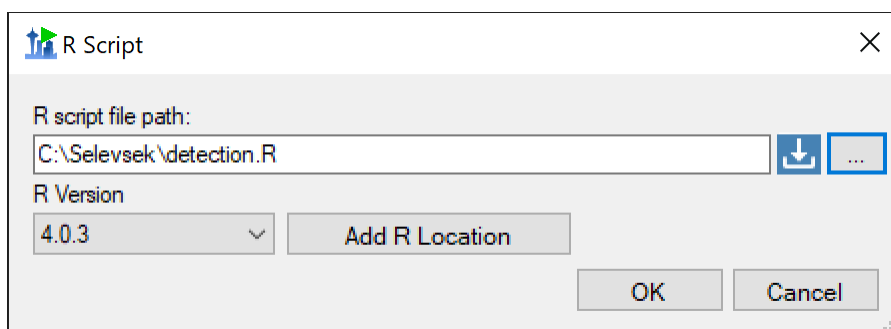 R Script
R script file path:
C:\Selevsek\detection.R
...
R Version
4.0.3
Add R Location
OK
Cancel